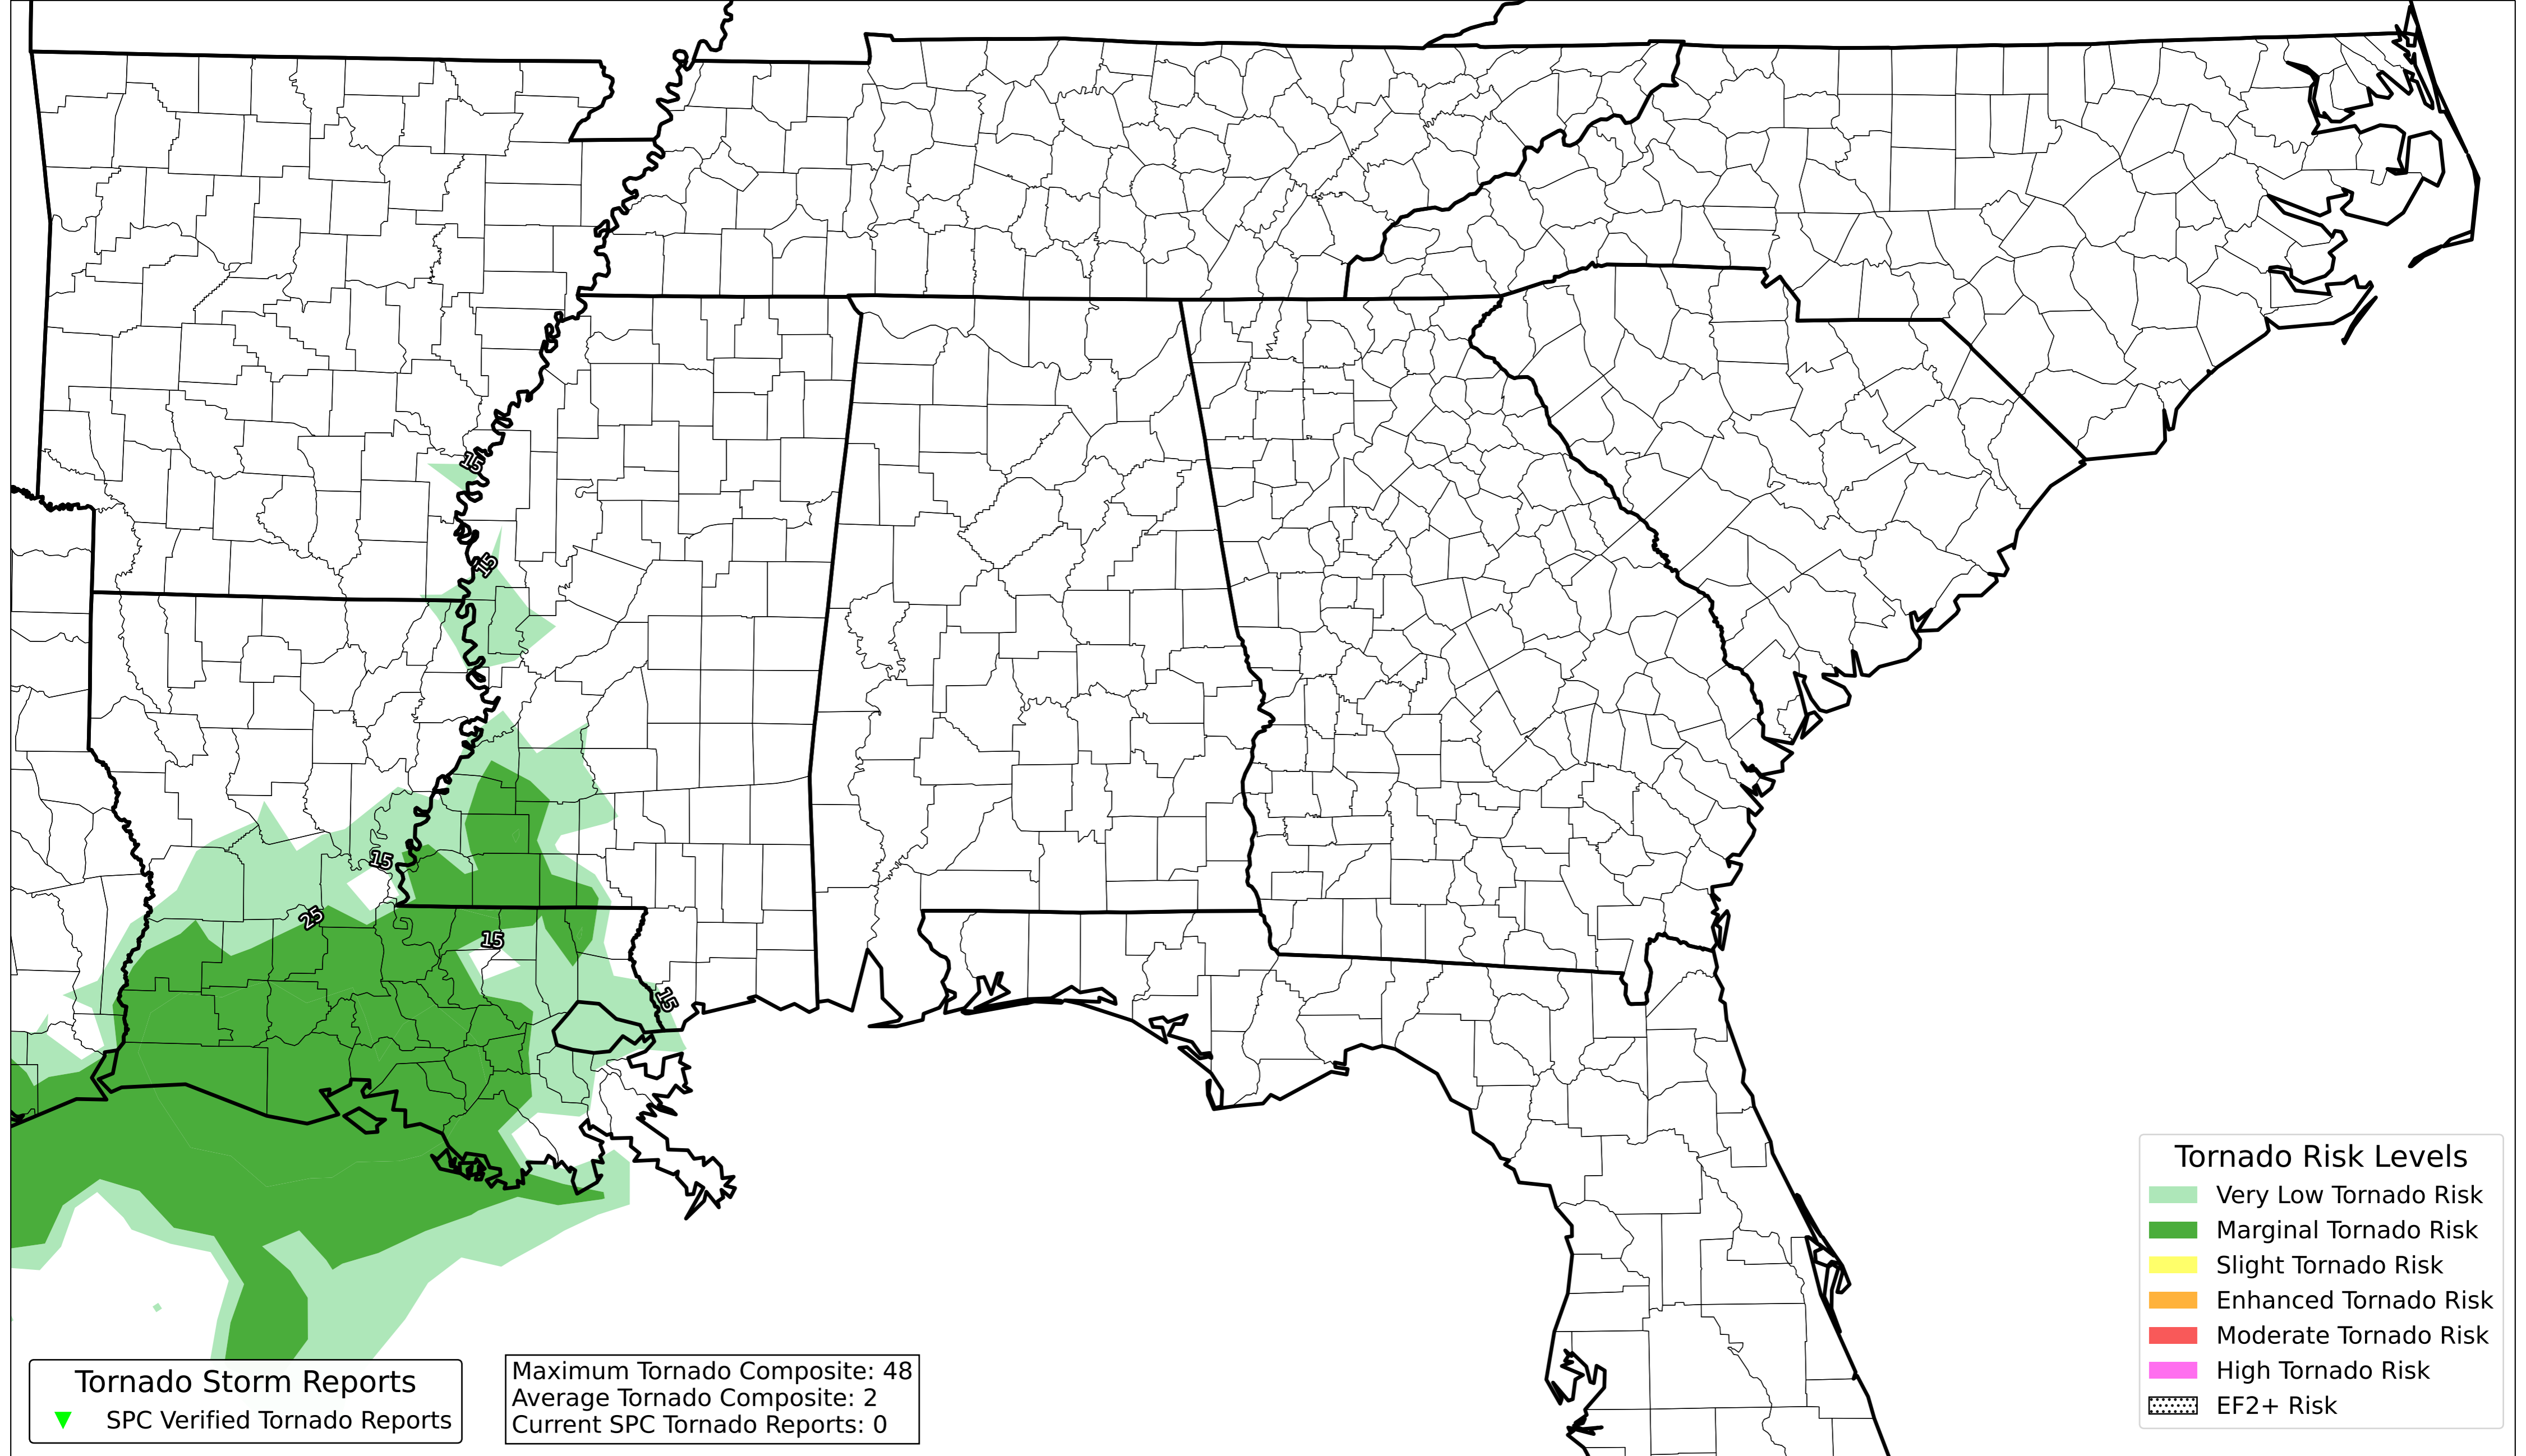 15
15
15
25
15
15
Tornado Risk Levels
Very Low Tornado Risk
Marginal Tornado Risk
Slight Tornado Risk
Enhanced Tornado Risk
Moderate Tornado Risk
High Tornado Risk
EF2+ Risk
Tornado Storm Reports
SPC Verified Tornado Reports
Maximum Tornado Composite: 48
Average Tornado Composite: 2
Current SPC Tornado Reports: 0